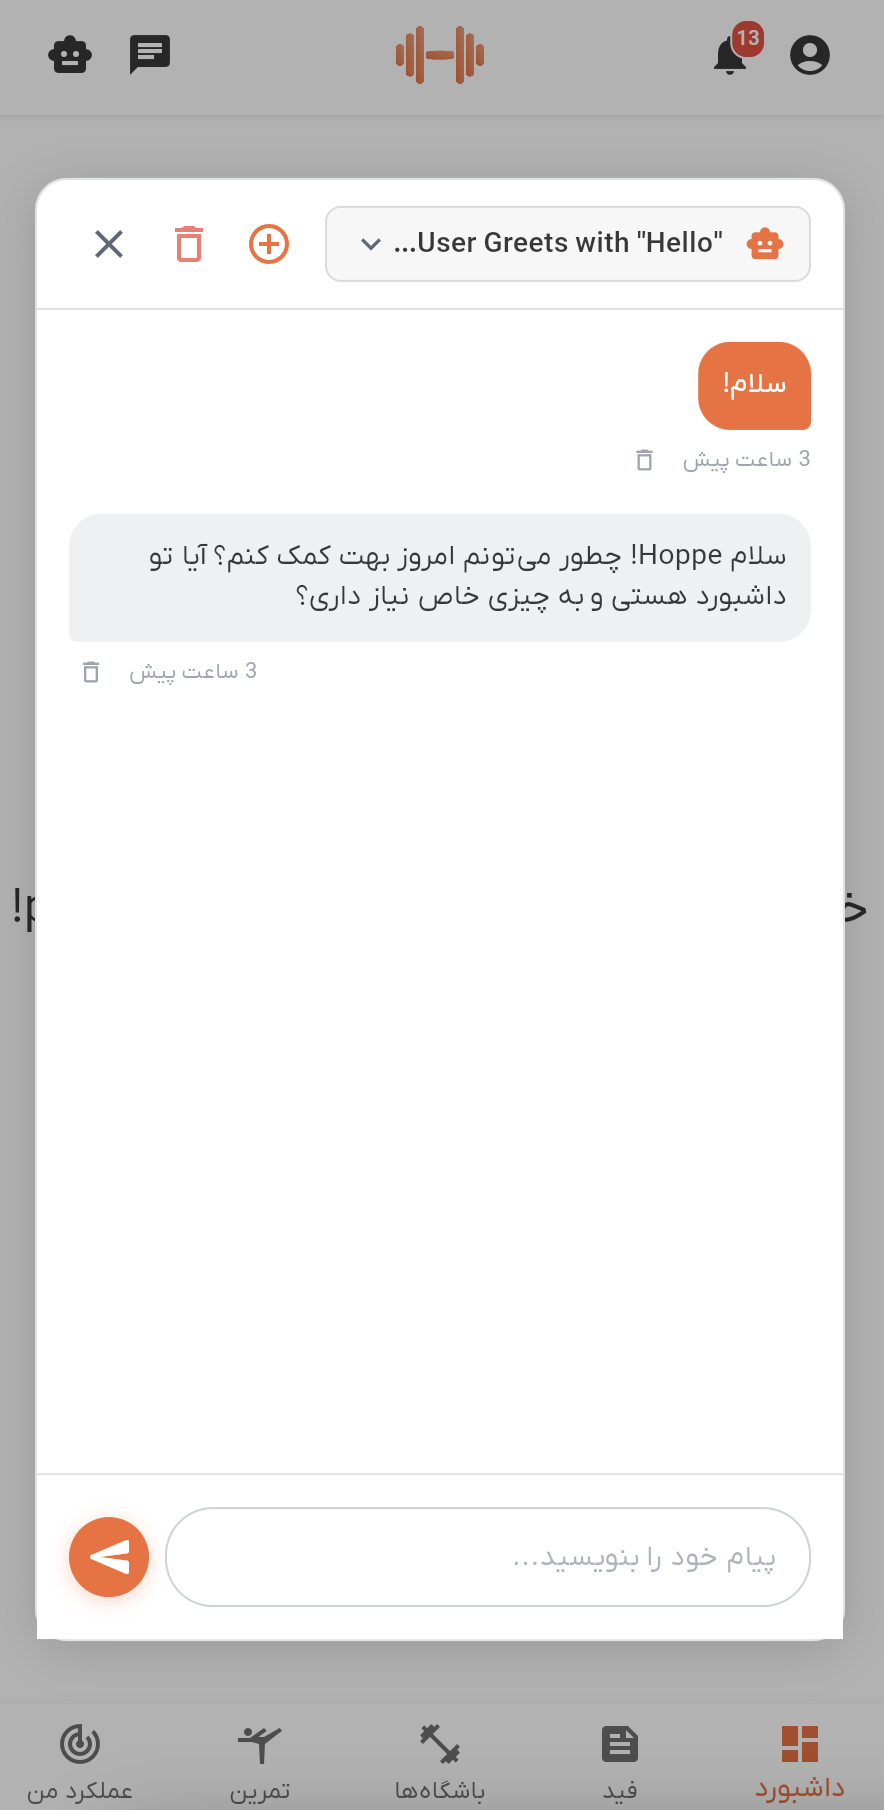 13
User Greets with "Hello"...
سلام!
3 ساعت پیش
سلام Hoppe! چطور می‌تونم امروز بهت کمک کنم؟ آیا تو
داشبورد هستی و به چیزی خاص نیاز داری؟
3 ساعت پیش
پیام خود را بنویسید...
داشبورد
فید
باشگاه‌ها
تمرین
عملکرد من